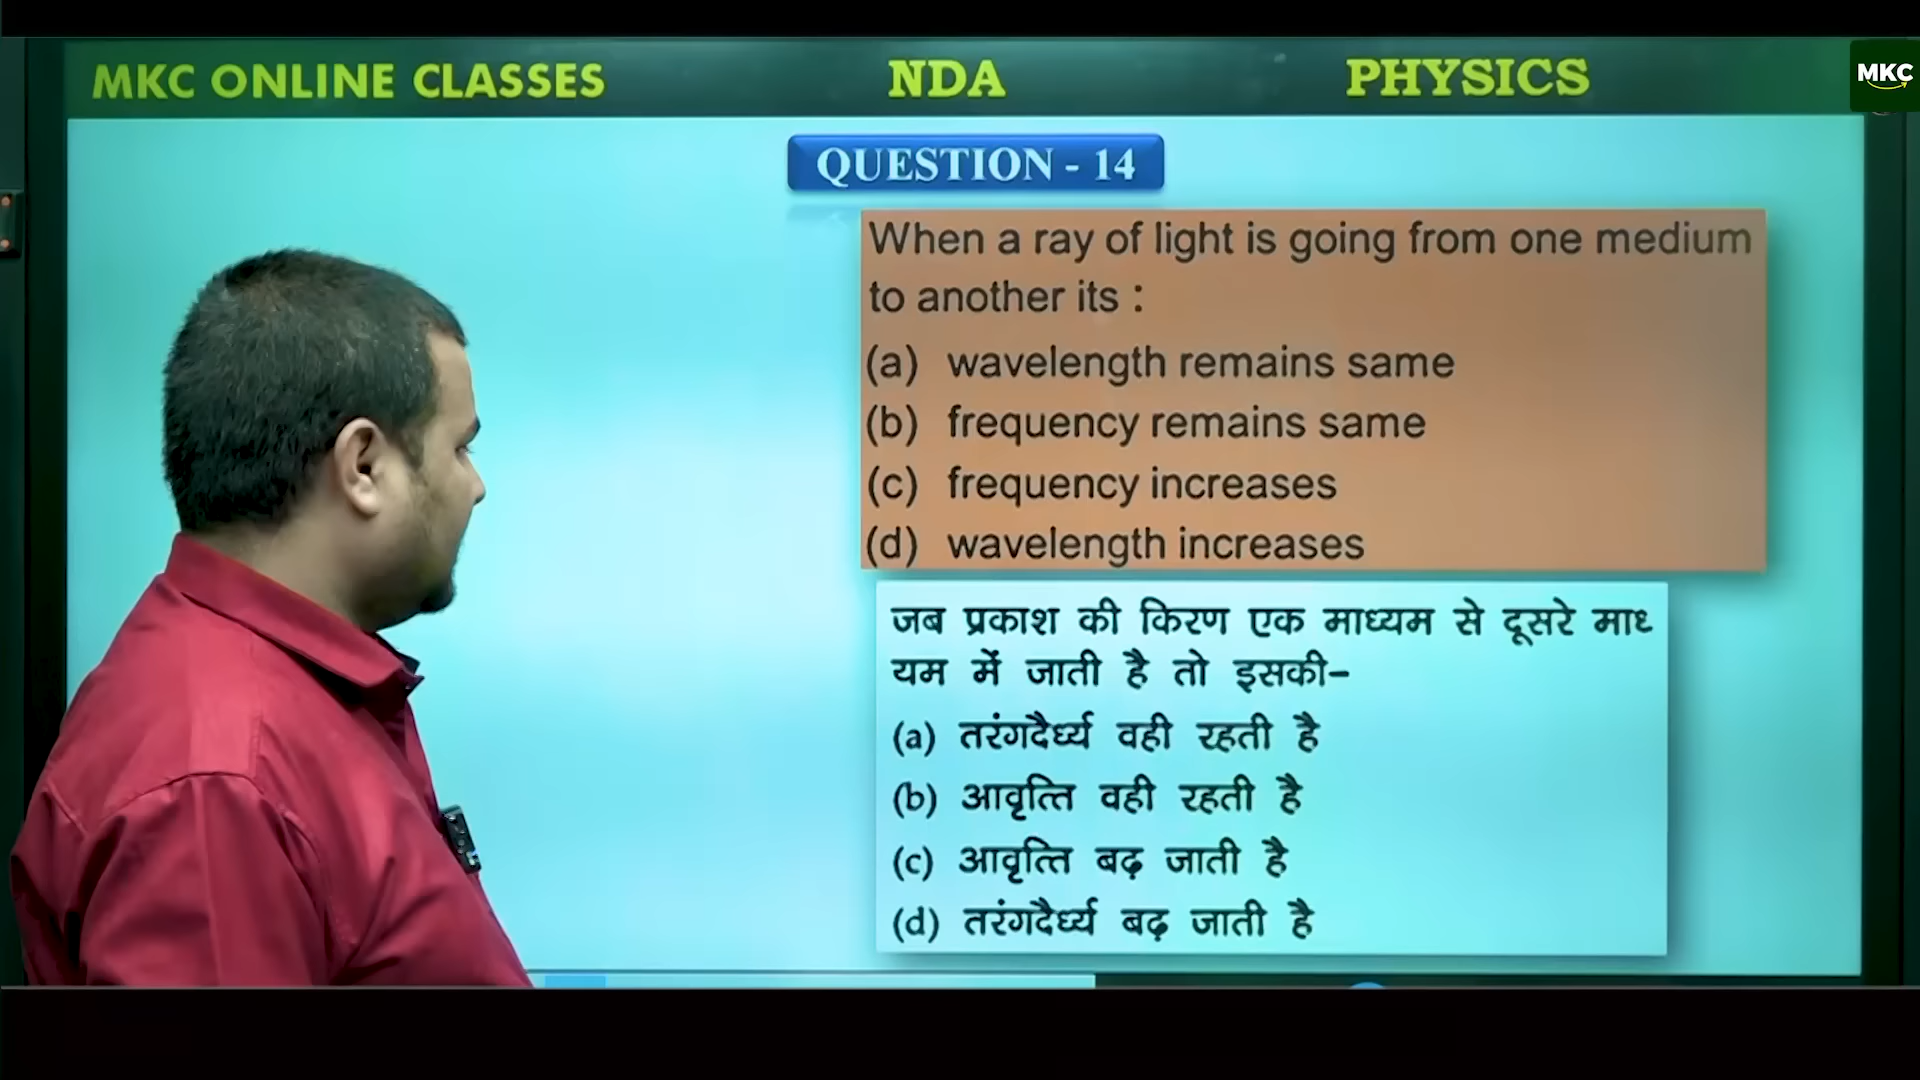 MKC ONLINE CLASSES NDA PHYSICS
MKC
QUESTION - 14
When a ray of light is going from one medium
to another its :
(a) wavelength remains same
(b) frequency remains same
(c) frequency increases
(d) wavelength increases
जब प्रकाश की किरण एक माध्यम से दूसरे माध्
यम में जाती है तो इसकी–
(a) तरंगदैर्ध्य वही रहती है
(b) आवृत्ति वही रहती है
(c) आवृत्ति बढ़ जाती है
(d) तरंगदैर्ध्य बढ़ जाती है